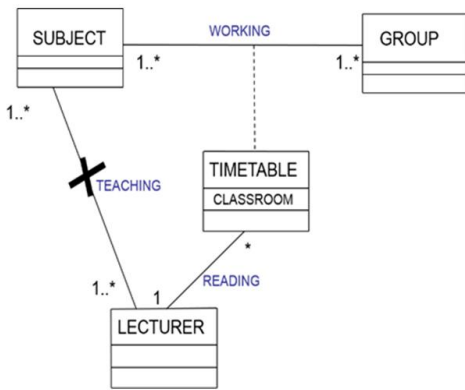 WORKING
SUBJECT
GROUP
1..*
1..*
1..*
TIMETABLE
TEACHING
CLASSROOM
*
READING
1..*
1
LECTURER